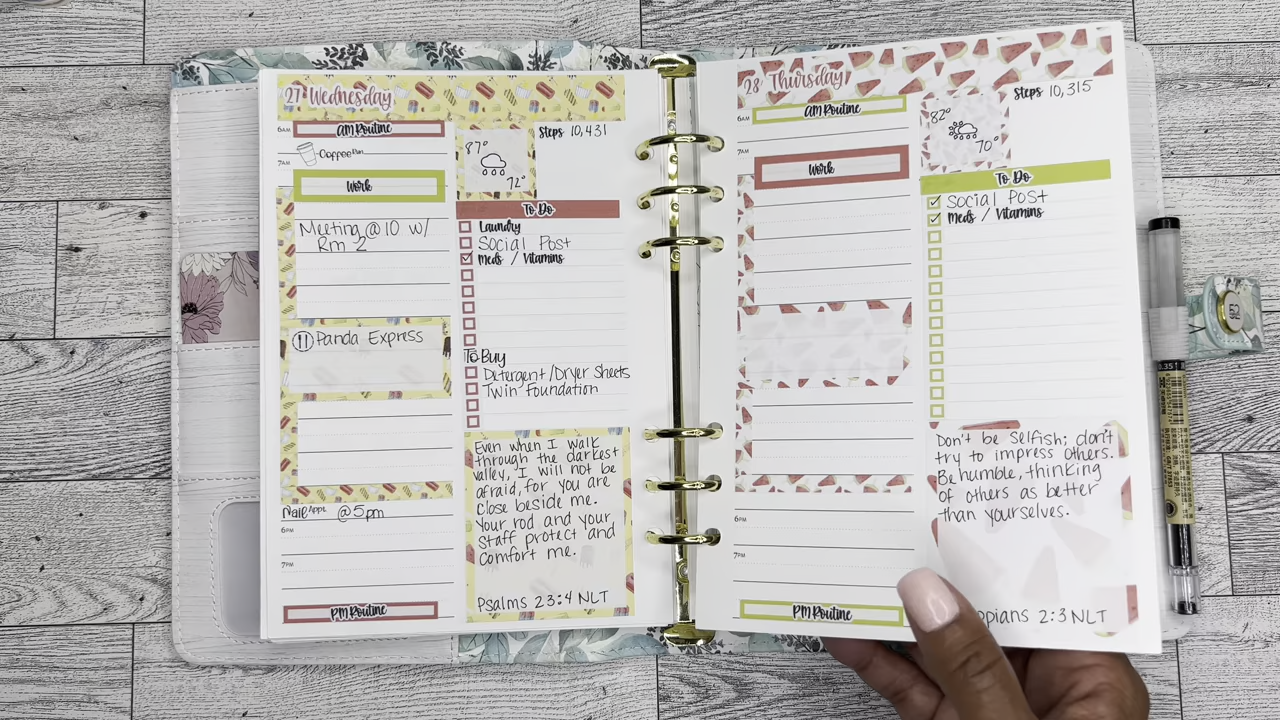 27 Wednesday
6AM
AM Routine
Coffee Run
7AM
Work
Meeting @ 10 w/
Rm 2
Panda Express
Nail Appt. @ 5pm
6PM
7PM
PM Routine
Steps 10,431
87°
72°
To Do
Laundry
Social Post
Meds / Vitamins
To Buy
Detergent/Dryer Sheets
Twin Foundation
Even when I walk
through the darkest
valley, I will not be
afraid, for you are
close beside me.
Your rod and your
staff protect and
comfort me.
Psalms 23:4 NLT
28 Thursday
6AM
AM Routine
7AM
Work
6PM
7PM
PM Routine
Steps 10,315
82°
70°
To Do
Social Post
Meds / Vitamins
Don't be selfish; don't
try to impress others.
Be humble, thinking
of others as better
than yourselves.
ppians 2:3 NLT
0.35